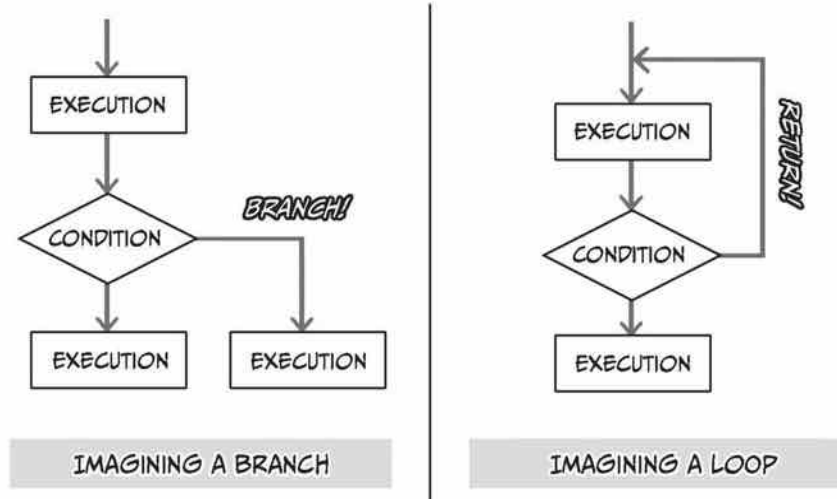 EXECUTION
CONDITION
BRANCH!
EXECUTION
EXECUTION
IMAGINING A BRANCH
EXECUTION
RETURN!
CONDITION
EXECUTION
IMAGINING A LOOP